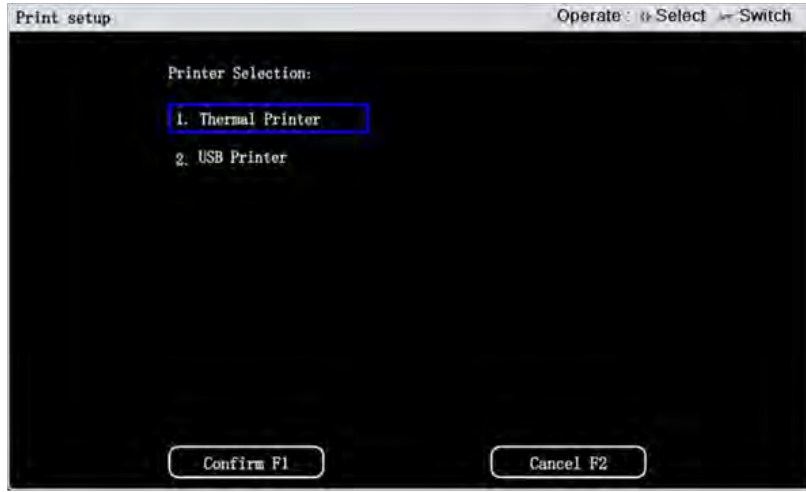 Print setup
Operate : Select Switch
Printer Selection:
1. Thermal Printer
2. USB Printer
Confirm F1
Cancel F2